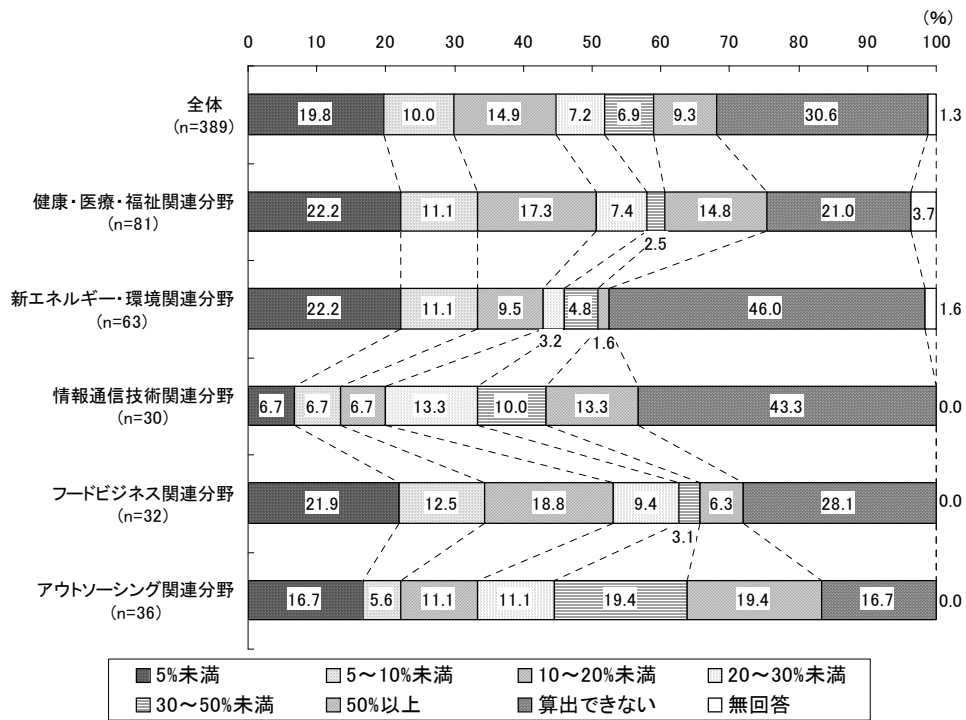 (%)
0 10 20 30 40 50 60 70 80 90 100
全体
(n=389)
19.8 10.0 14.9 7.2 6.9 9.3 30.6 1.3
健康・医療・福祉関連分野
(n=81)
22.2 11.1 17.3 7.4 2.5 14.8 21.0 3.7
新エネルギー・環境関連分野
(n=63)
22.2 11.1 9.5 3.2 4.8 1.6 46.0 1.6
情報通信技術関連分野
(n=30)
6.7 6.7 6.7 13.3 10.0 13.3 43.3 0.0
フードビジネス関連分野
(n=32)
21.9 12.5 18.8 9.4 3.1 6.3 28.1 0.0
アウトソーシング関連分野
(n=36)
16.7 5.6 11.1 11.1 19.4 19.4 16.7 0.0
5%未満 5～10%未満 10～20%未満 20～30%未満
30～50%未満 50%以上 算出できない 無回答